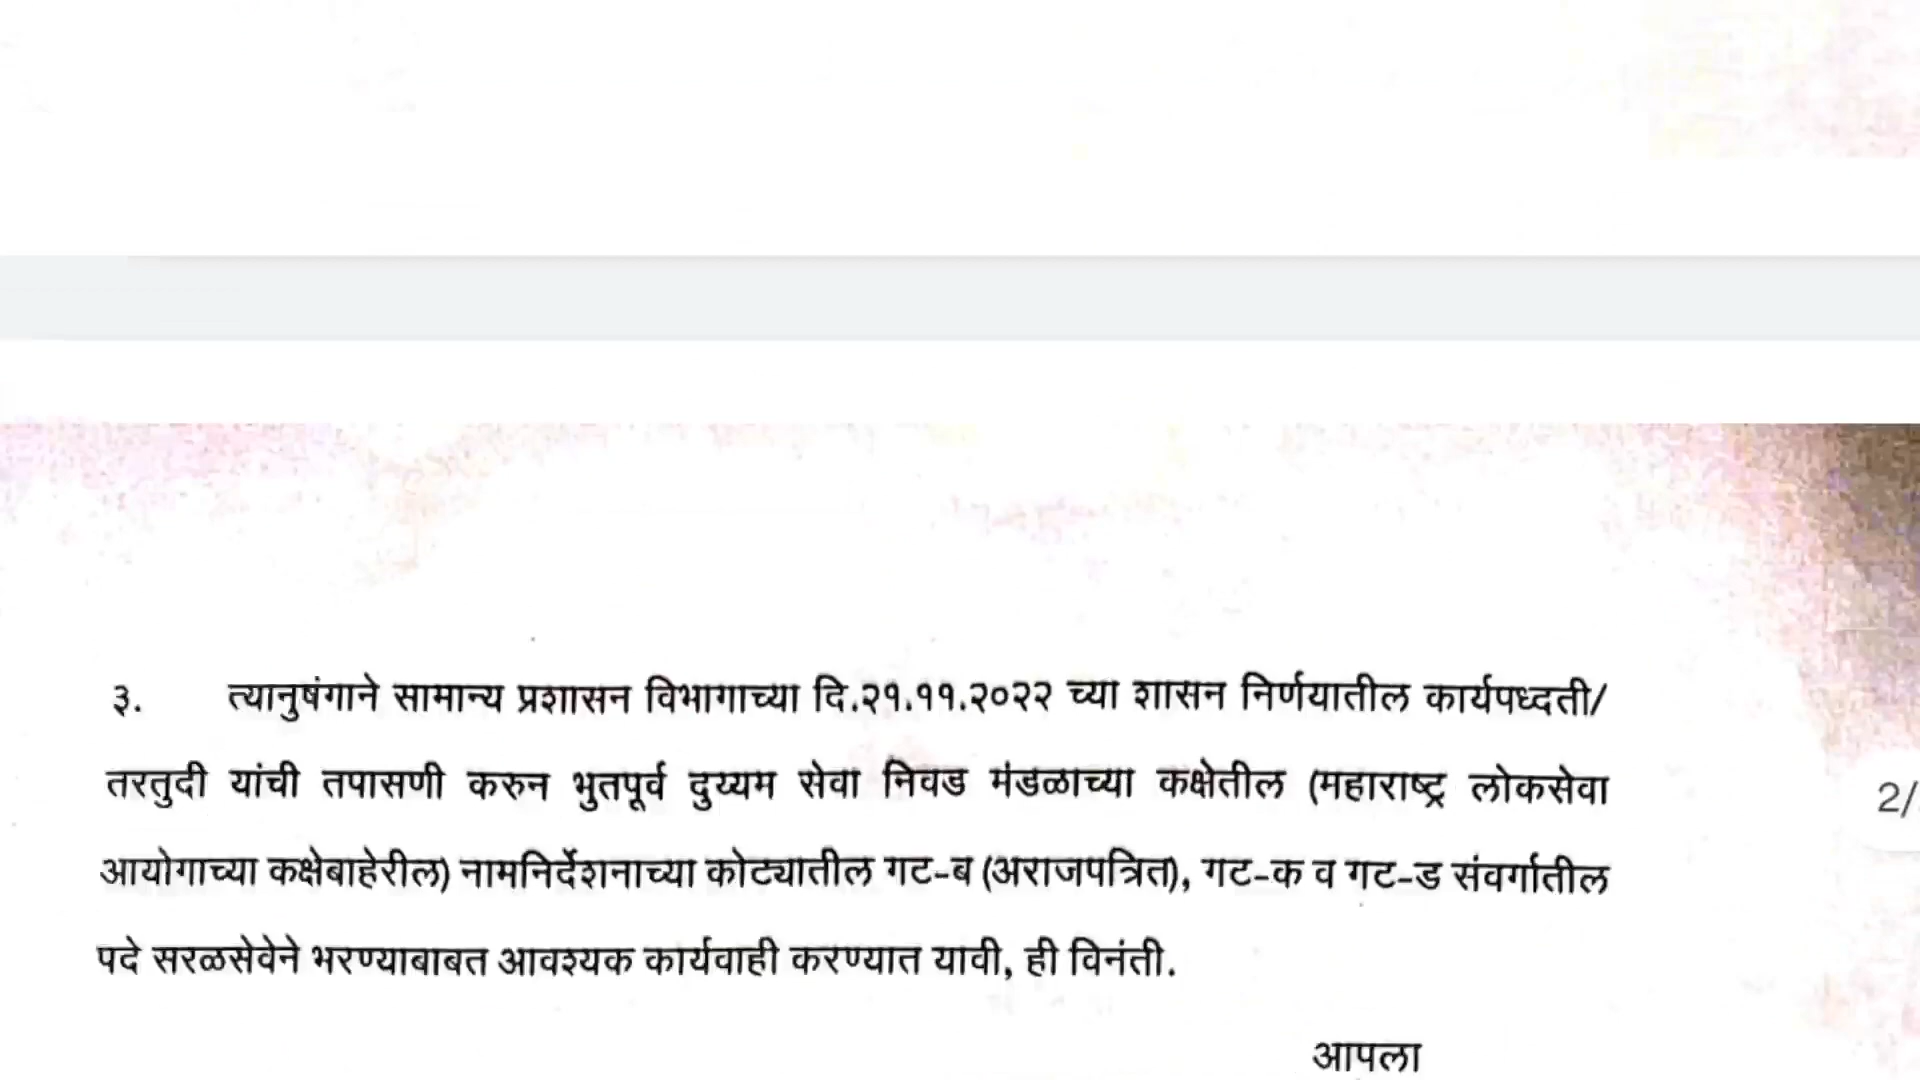 ३. त्यानुषंगाने सामान्य प्रशासन विभागाच्या दि.२१.११.२०२२ च्या शासन निर्णयातील कार्यपध्दती/
तरतुदी यांची तपासणी करुन भुतपूर्व दुय्यम सेवा निवड मंडळाच्या कक्षेतील (महाराष्ट्र लोकसेवा
2/
आयोगाच्या कक्षेबाहेरील) नामनिर्देशनाच्या कोट्यातील गट-ब (अराजपत्रित), गट-क व गट-ड संवर्गातील
पदे सरळसेवेने भरण्याबाबत आवश्यक कार्यवाही करण्यात यावी, ही विनंती.
आपला